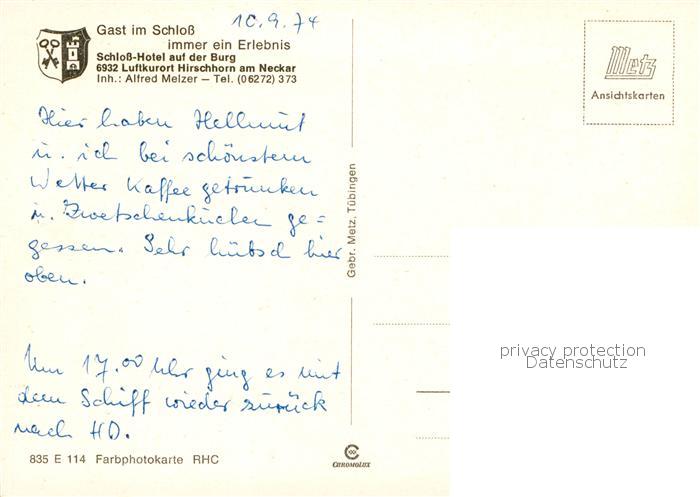 10.9.74
Gast im Schloß
immer ein Erlebnis
Schloß-Hotel auf der Burg
6932 Luftkurort Hirschhorn am Neckar
Inh.: Alfred Melzer – Tel. (06272) 373
Hier haben Hellmut
u. ich bei schönstem
Wetter Kaffee getrunken
u. Zwetschenkuchen ge=
gessen. Sehr hübsch hier
oben.
Um 17.00 Uhr ging es mit
dem Schiff wieder zurück
nach HD.
835 E 114 Farbphotokarte RHC
Gebr. Metz, Tübingen
CHROMOLUX
Metz
Ansichtskarten
privacy protection
Datenschutz